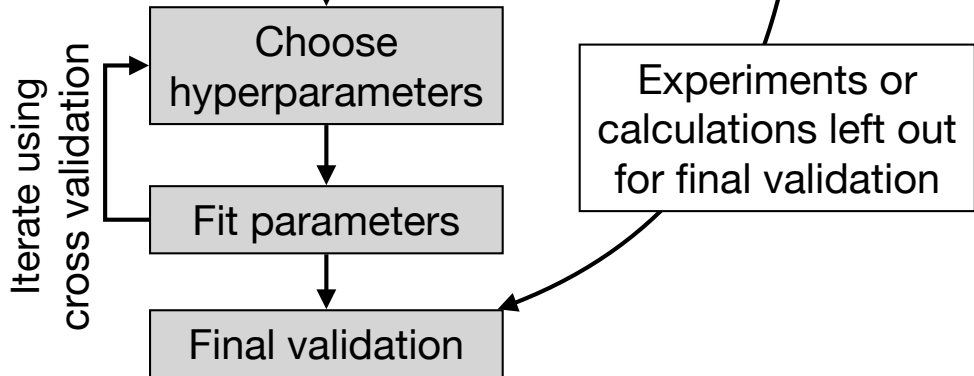 Choose
hyperparameters
Iterate using
cross validation
Experiments or
calculations left out
for final validation
Fit parameters
Final validation